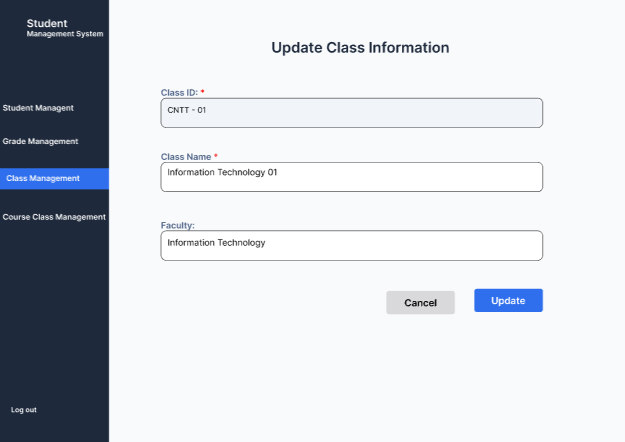 Student
Management System
Student Managent
Grade Management
Class Management
Course Class Management
Log out
Update Class Information
Class ID: *
CNTT - 01
Class Name *
Information Technology 01
Faculty:
Information Technology
Cancel
Update